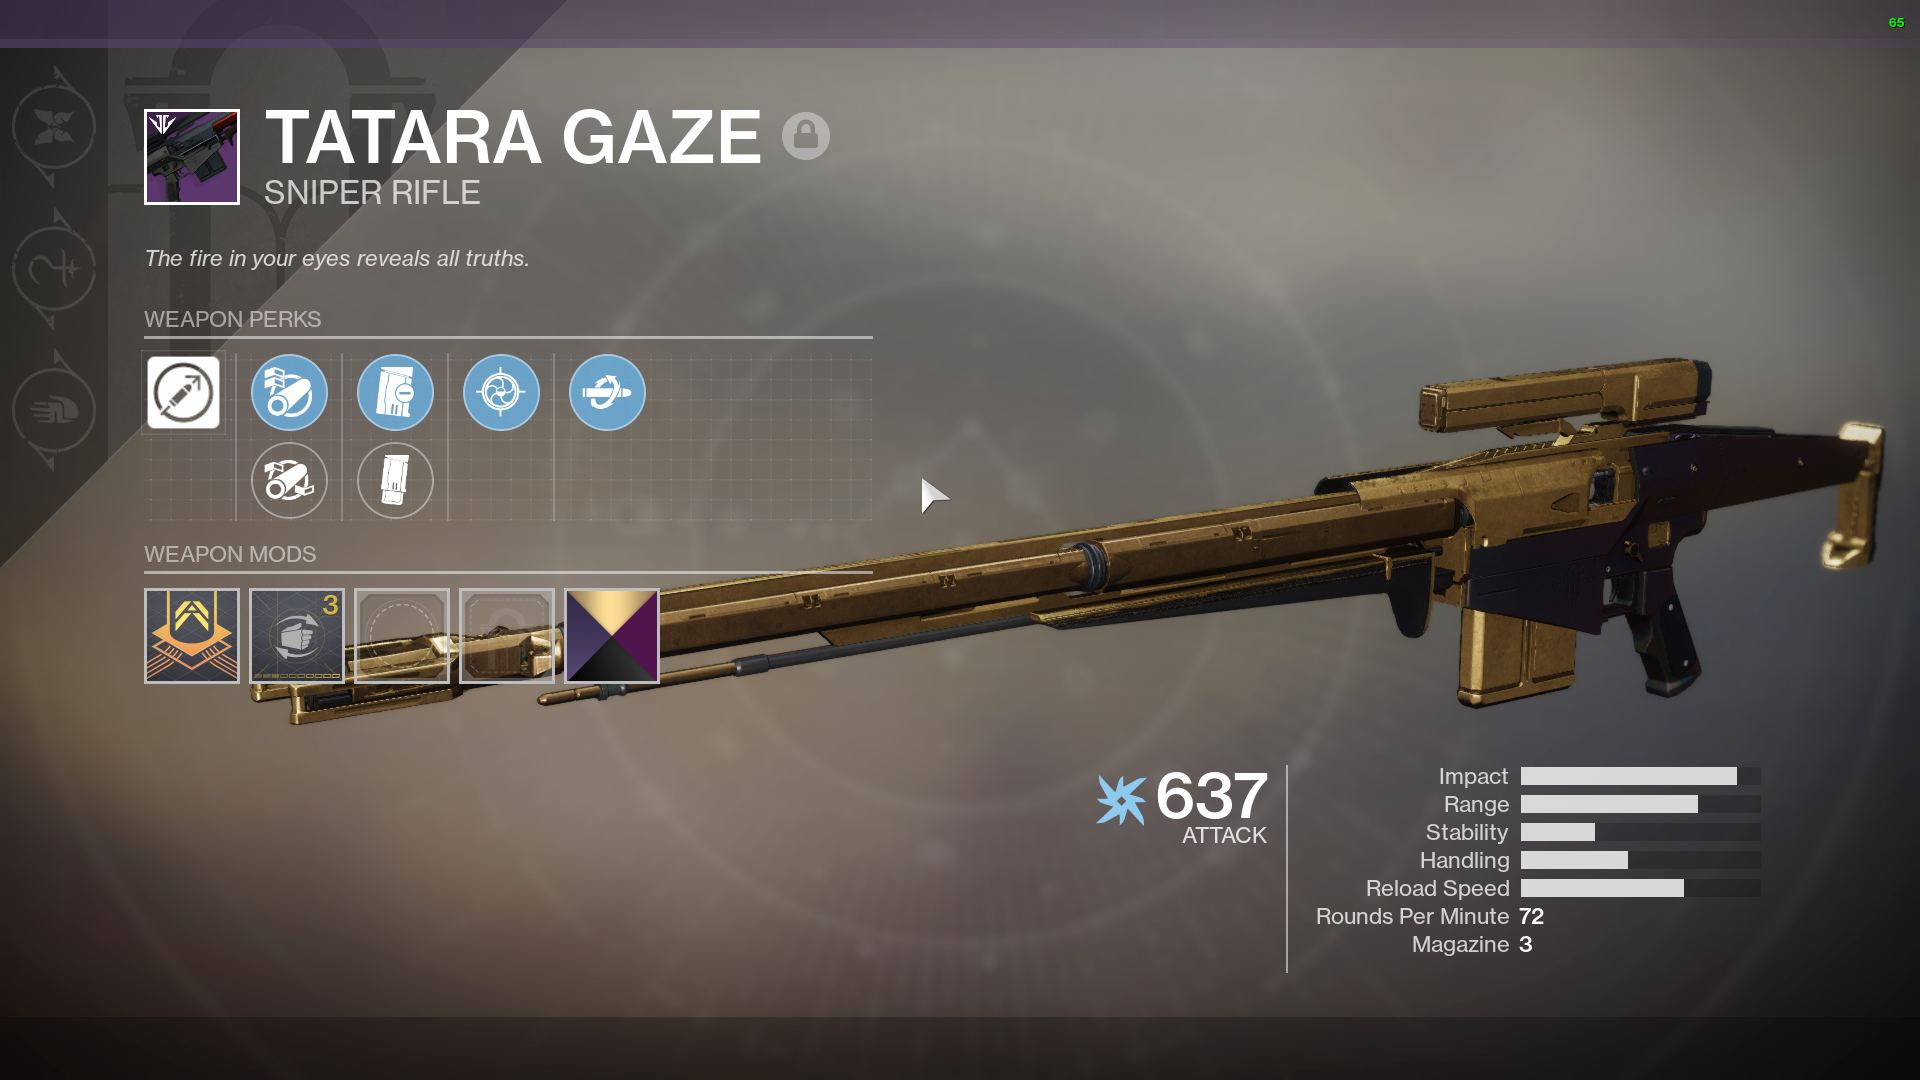 65
TATARA GAZE
SNIPER RIFLE
The fire in your eyes reveals all truths.
WEAPON PERKS
WEAPON MODS
3
637
ATTACK
Impact
Range
Stability
Handling
Reload Speed
Rounds Per Minute 72
Magazine 3